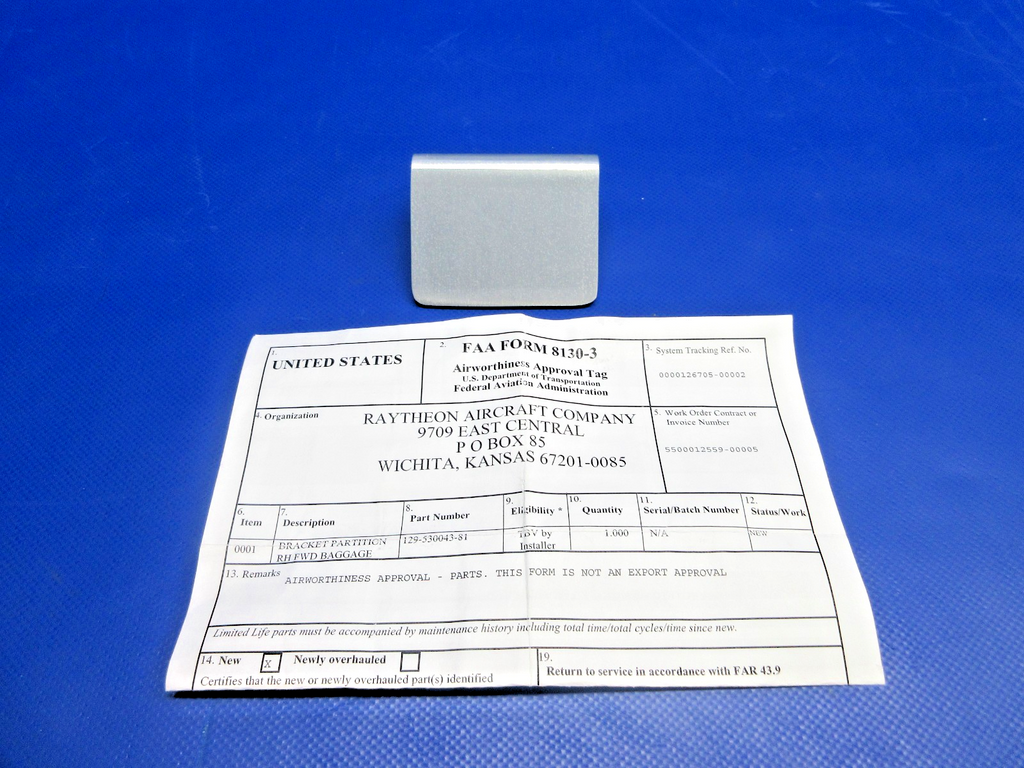 1.
UNITED STATES
2.
FAA FORM 8130-3
Airworthiness Approval Tag
U.S. Department of Transportation
Federal Aviation Administration
3. System Tracking Ref. No.
0000126705-00002
4. Organization
RAYTHEON AIRCRAFT COMPANY
9709 EAST CENTRAL
P O BOX 85
WICHITA, KANSAS 67201-0085
5. Work Order Contract or
Invoice Number
5500012559-00005
6.
Item
7.
Description
8.
Part Number
9.
Eligibility *
10.
Quantity
11.
Serial/Batch Number
12.
Status/Work
0001
BRACKET PARTITION
RH FWD BAGGAGE
129-530043-81
TBV by
Installer
1.000
N/A
NEW
13. Remarks
AIRWORTHINESS APPROVAL - PARTS. THIS FORM IS NOT AN EXPORT APPROVAL
Limited Life parts must be accompanied by maintenance history including total time/total cycles/time since new.
14. New X Newly overhauled
Certifies that the new or newly overhauled part(s) identified
19.
Return to service in accordance with FAR 43.9